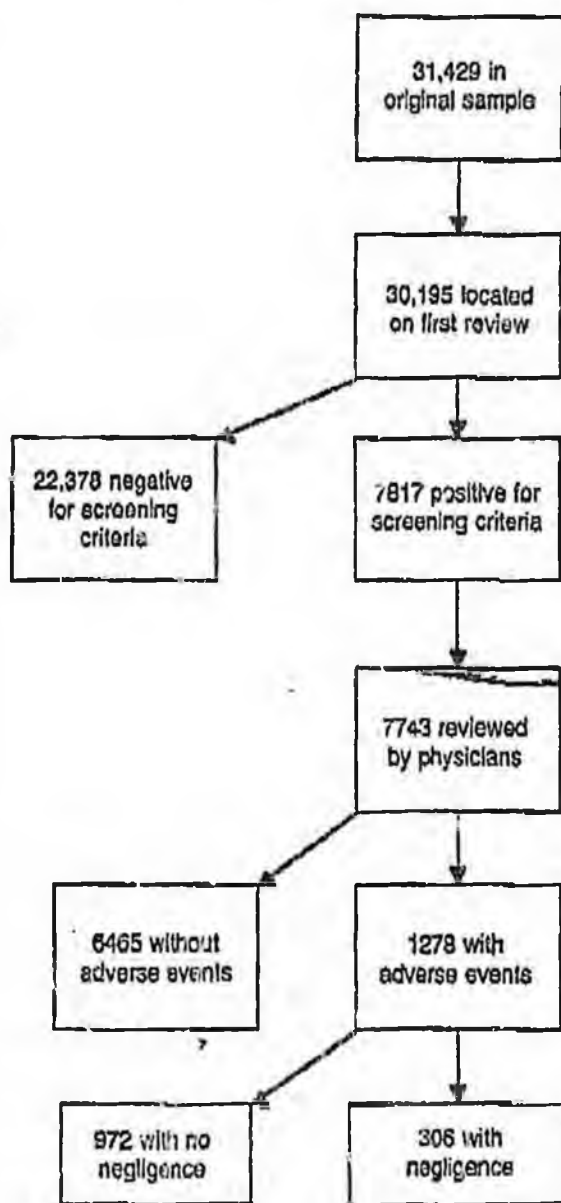 31,429 in
original sample
30,195 located
on first review
22,378 negative
for screening
criteria
7817 positive for
screening criteria
7743 reviewed
by physicians
6465 without
adverse events
1278 with
adverse events
972 with no
negligence
306 with
negligence